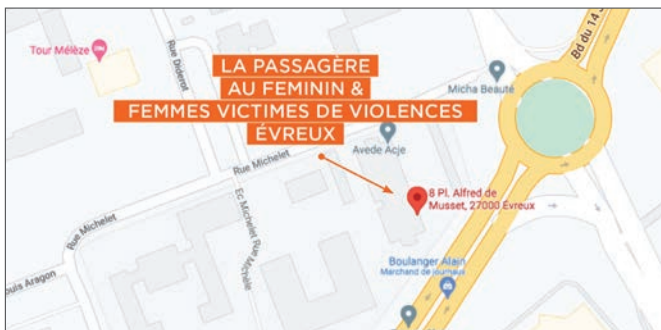 Tour Mélèze
Rue Diderot
LA PASSAGÈRE
AU FEMININ &
FEMMES VICTIMES DE VIOLENCES
ÉVREUX
Bd du 14
Micha Beauté
Avede Acje
Rue Michelet
8 Pl. Alfred de
Musset, 27000 Évreux
Ec Michelet Rue Michele
Rue Michelet
Boulanger Alain
Marchand de journaux
ouis Aragon